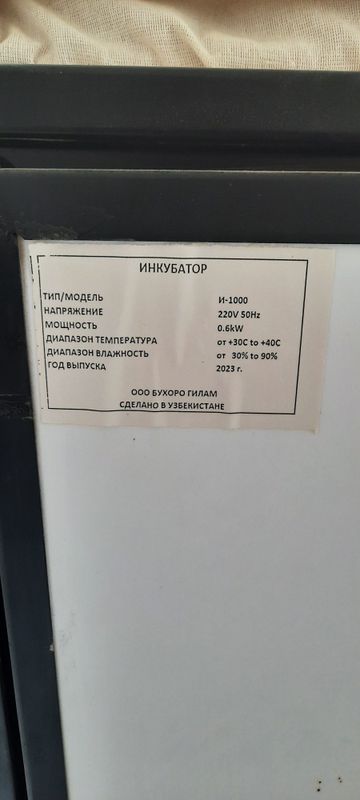 ИНКУБАТОР
ТИП/МОДЕЛЬ И-1000
НАПРЯЖЕНИЕ 220V 50Hz
МОЩНОСТЬ 0.6kW
ДИАПАЗОН ТЕМПЕРАТУРА от +30C to +40C
ДИАПАЗОН ВЛАЖНОСТЬ от 30% to 90%
ГОД ВЫПУСКА 2023 г.
ООО БУХОРО ГИЛАМ
СДЕЛАНО В УЗБЕКИСТАНЕ